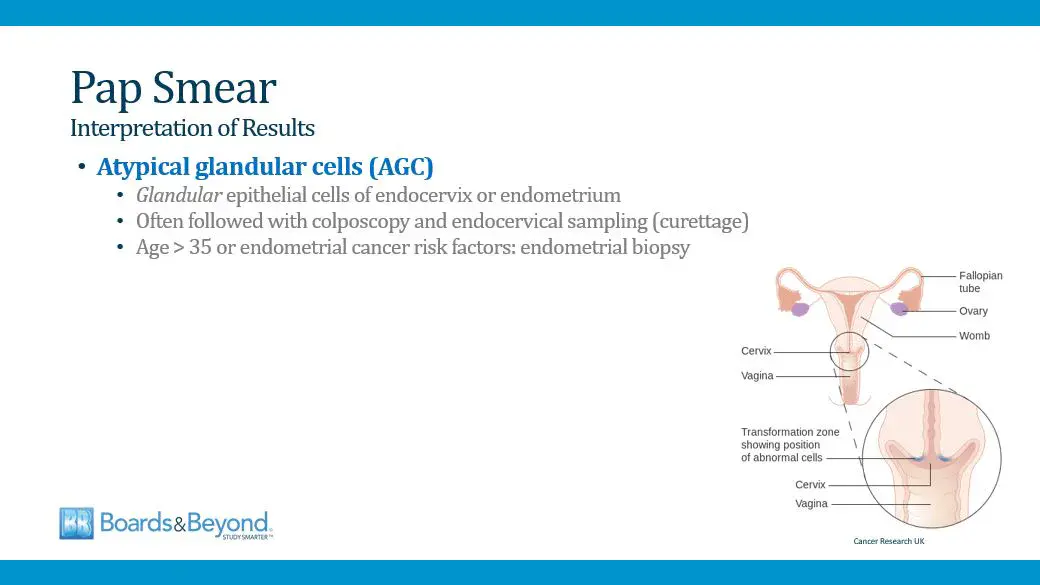 Pap Smear
Interpretation of Results
• Atypical glandular cells (AGC)
• Glandular epithelial cells of endocervix or endometrium
• Often followed with colposcopy and endocervical sampling (curettage)
• Age > 35 or endometrial cancer risk factors: endometrial biopsy
Fallopian
tube
Ovary
Womb
Cervix
Vagina
Transformation zone
showing position
of abnormal cells
Cervix
Vagina
Cancer Research UK
BB Boards&Beyond®
STUDY SMARTER™